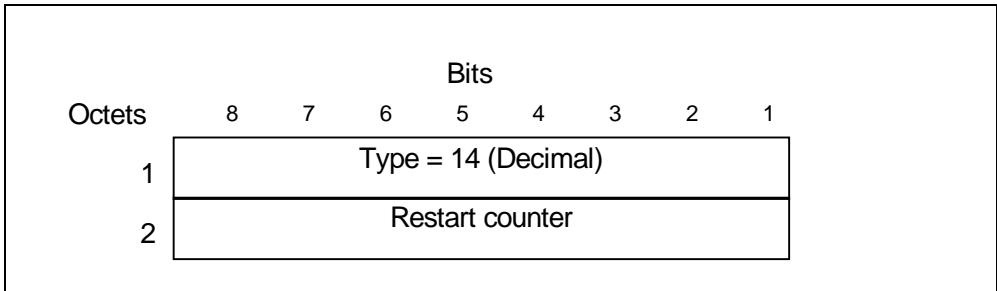 Bits
Octets 8 7 6 5 4 3 2 1
1 Type = 14 (Decimal)
2 Restart counter